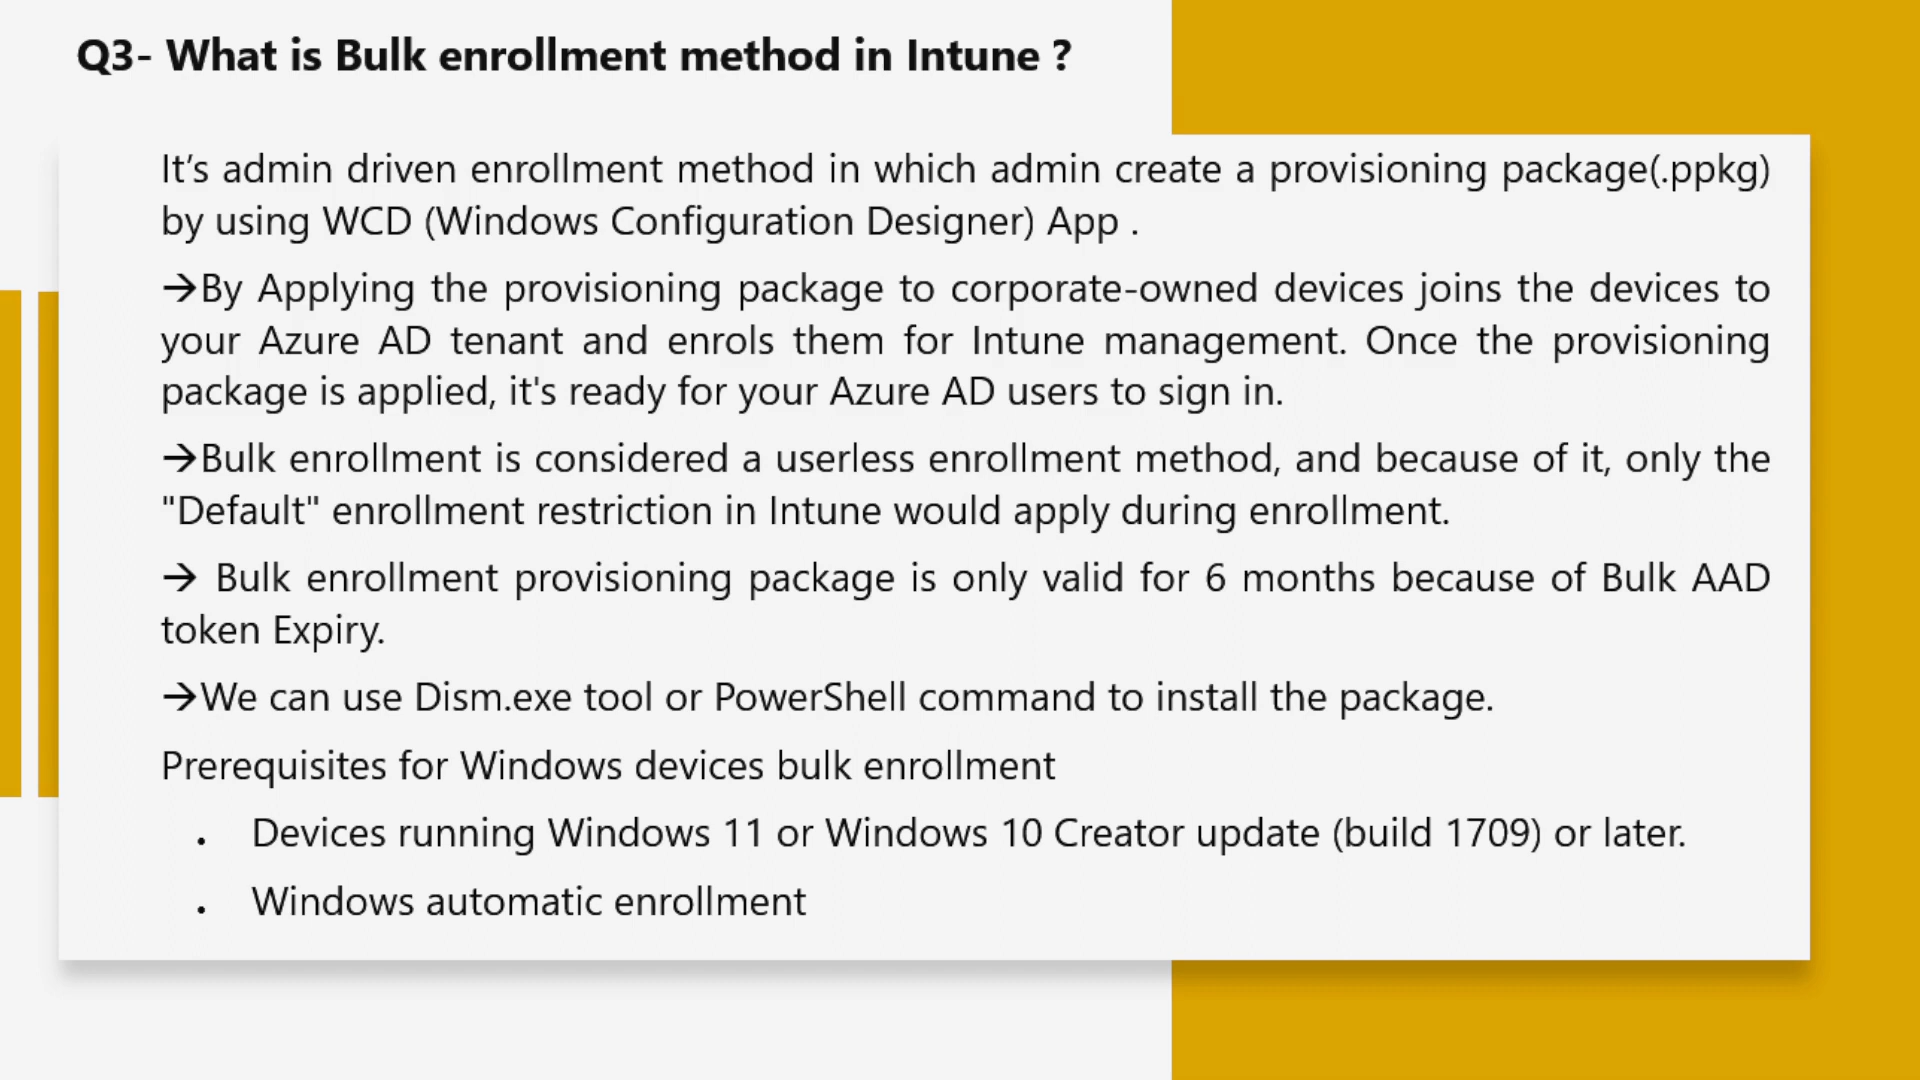 Q3- What is Bulk enrollment method in Intune ?
It’s admin driven enrollment method in which admin create a provisioning package(.ppkg)
by using WCD (Windows Configuration Designer) App .
→By Applying the provisioning package to corporate-owned devices joins the devices to
your Azure AD tenant and enrols them for Intune management. Once the provisioning
package is applied, it's ready for your Azure AD users to sign in.
→Bulk enrollment is considered a userless enrollment method, and because of it, only the
"Default" enrollment restriction in Intune would apply during enrollment.
→ Bulk enrollment provisioning package is only valid for 6 months because of Bulk AAD
token Expiry.
→We can use Dism.exe tool or PowerShell command to install the package.
Prerequisites for Windows devices bulk enrollment
• Devices running Windows 11 or Windows 10 Creator update (build 1709) or later.
• Windows automatic enrollment